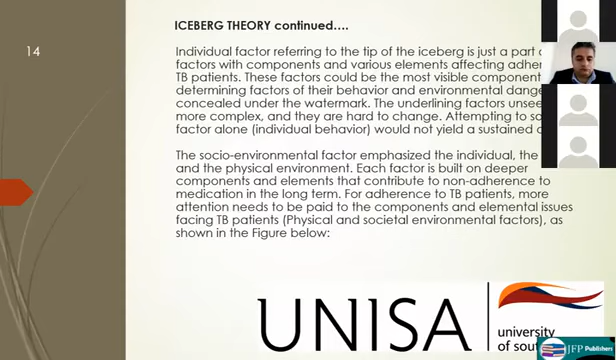 14
ICEBERG THEORY continued….
Individual factor referring to the tip of the iceberg is just a part
factors with components and various elements affecting
TB patients. These factors could be the most visible component
determining factors of their behavior and environmental
concealed under the watermark. The underlining factors
more complex, and they are hard to change. Attempting to
factor alone (individual behavior) would not yield a sustained
The socio-environmental factor emphasized the individual, the
and the physical environment. Each factor is built on deeper
components and elements that contribute to non-adherence to
medication in the long term. For adherence to TB patients, more
attention needs to be paid to the components and elemental issues
facing TB patients (Physical and societal environmental factors), as
shown in the Figure below:
UNISA
university
of
JFP Publishers